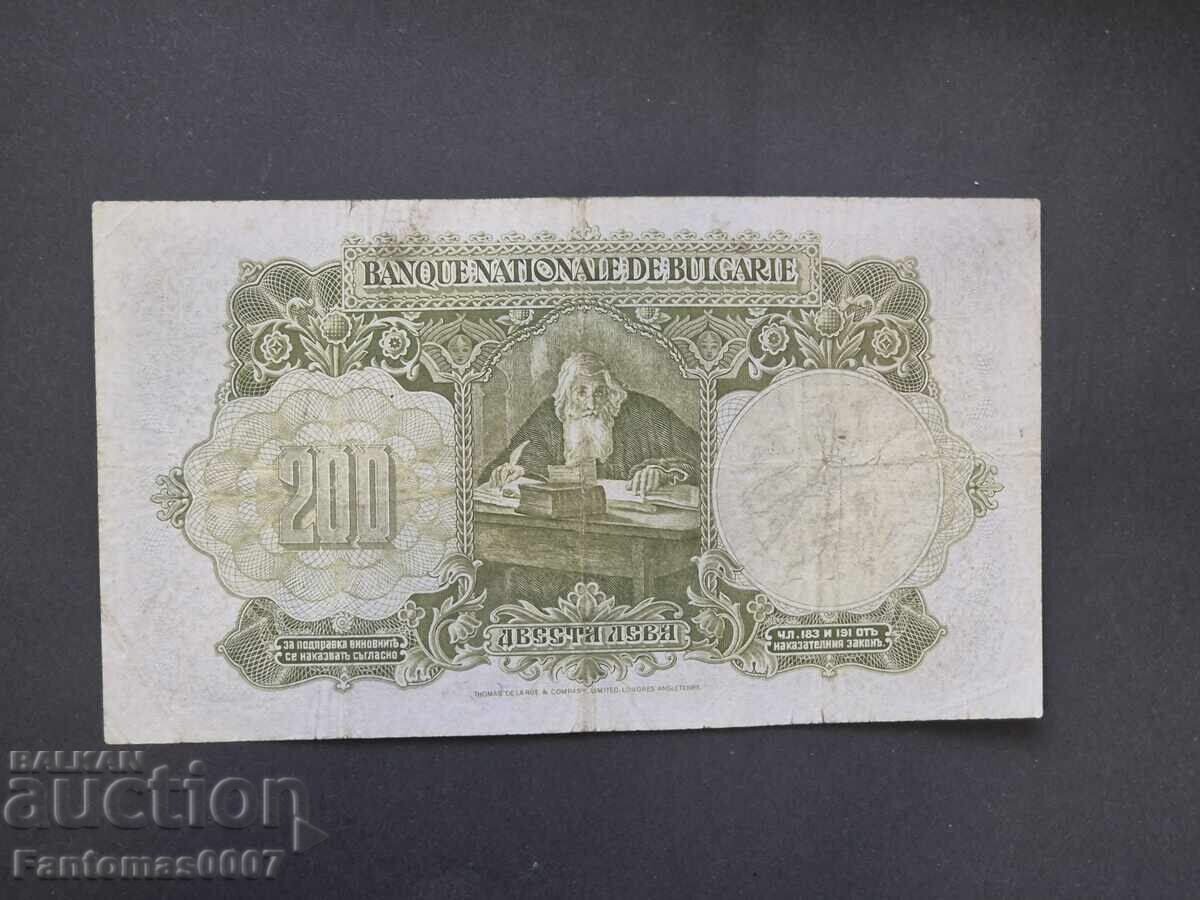 BANQUE NATIONALE DE BULGARIE
200
ДВЕСТА ЛЕВА
ЗА ПОДПРАВКА ВИНОВНИТѢ
СЕ НАКАЗВАТЪ СЪГЛАСНО
ЧЛ. 183 И 191 ОТЪ
НАКАЗАТЕЛНИЯ ЗАКОНЪ.
THOMAS DE LA RUE & COMPANY, LIMITED, LONDRES ANGLETERRE.
BALKAN
auction
Fantomas0007